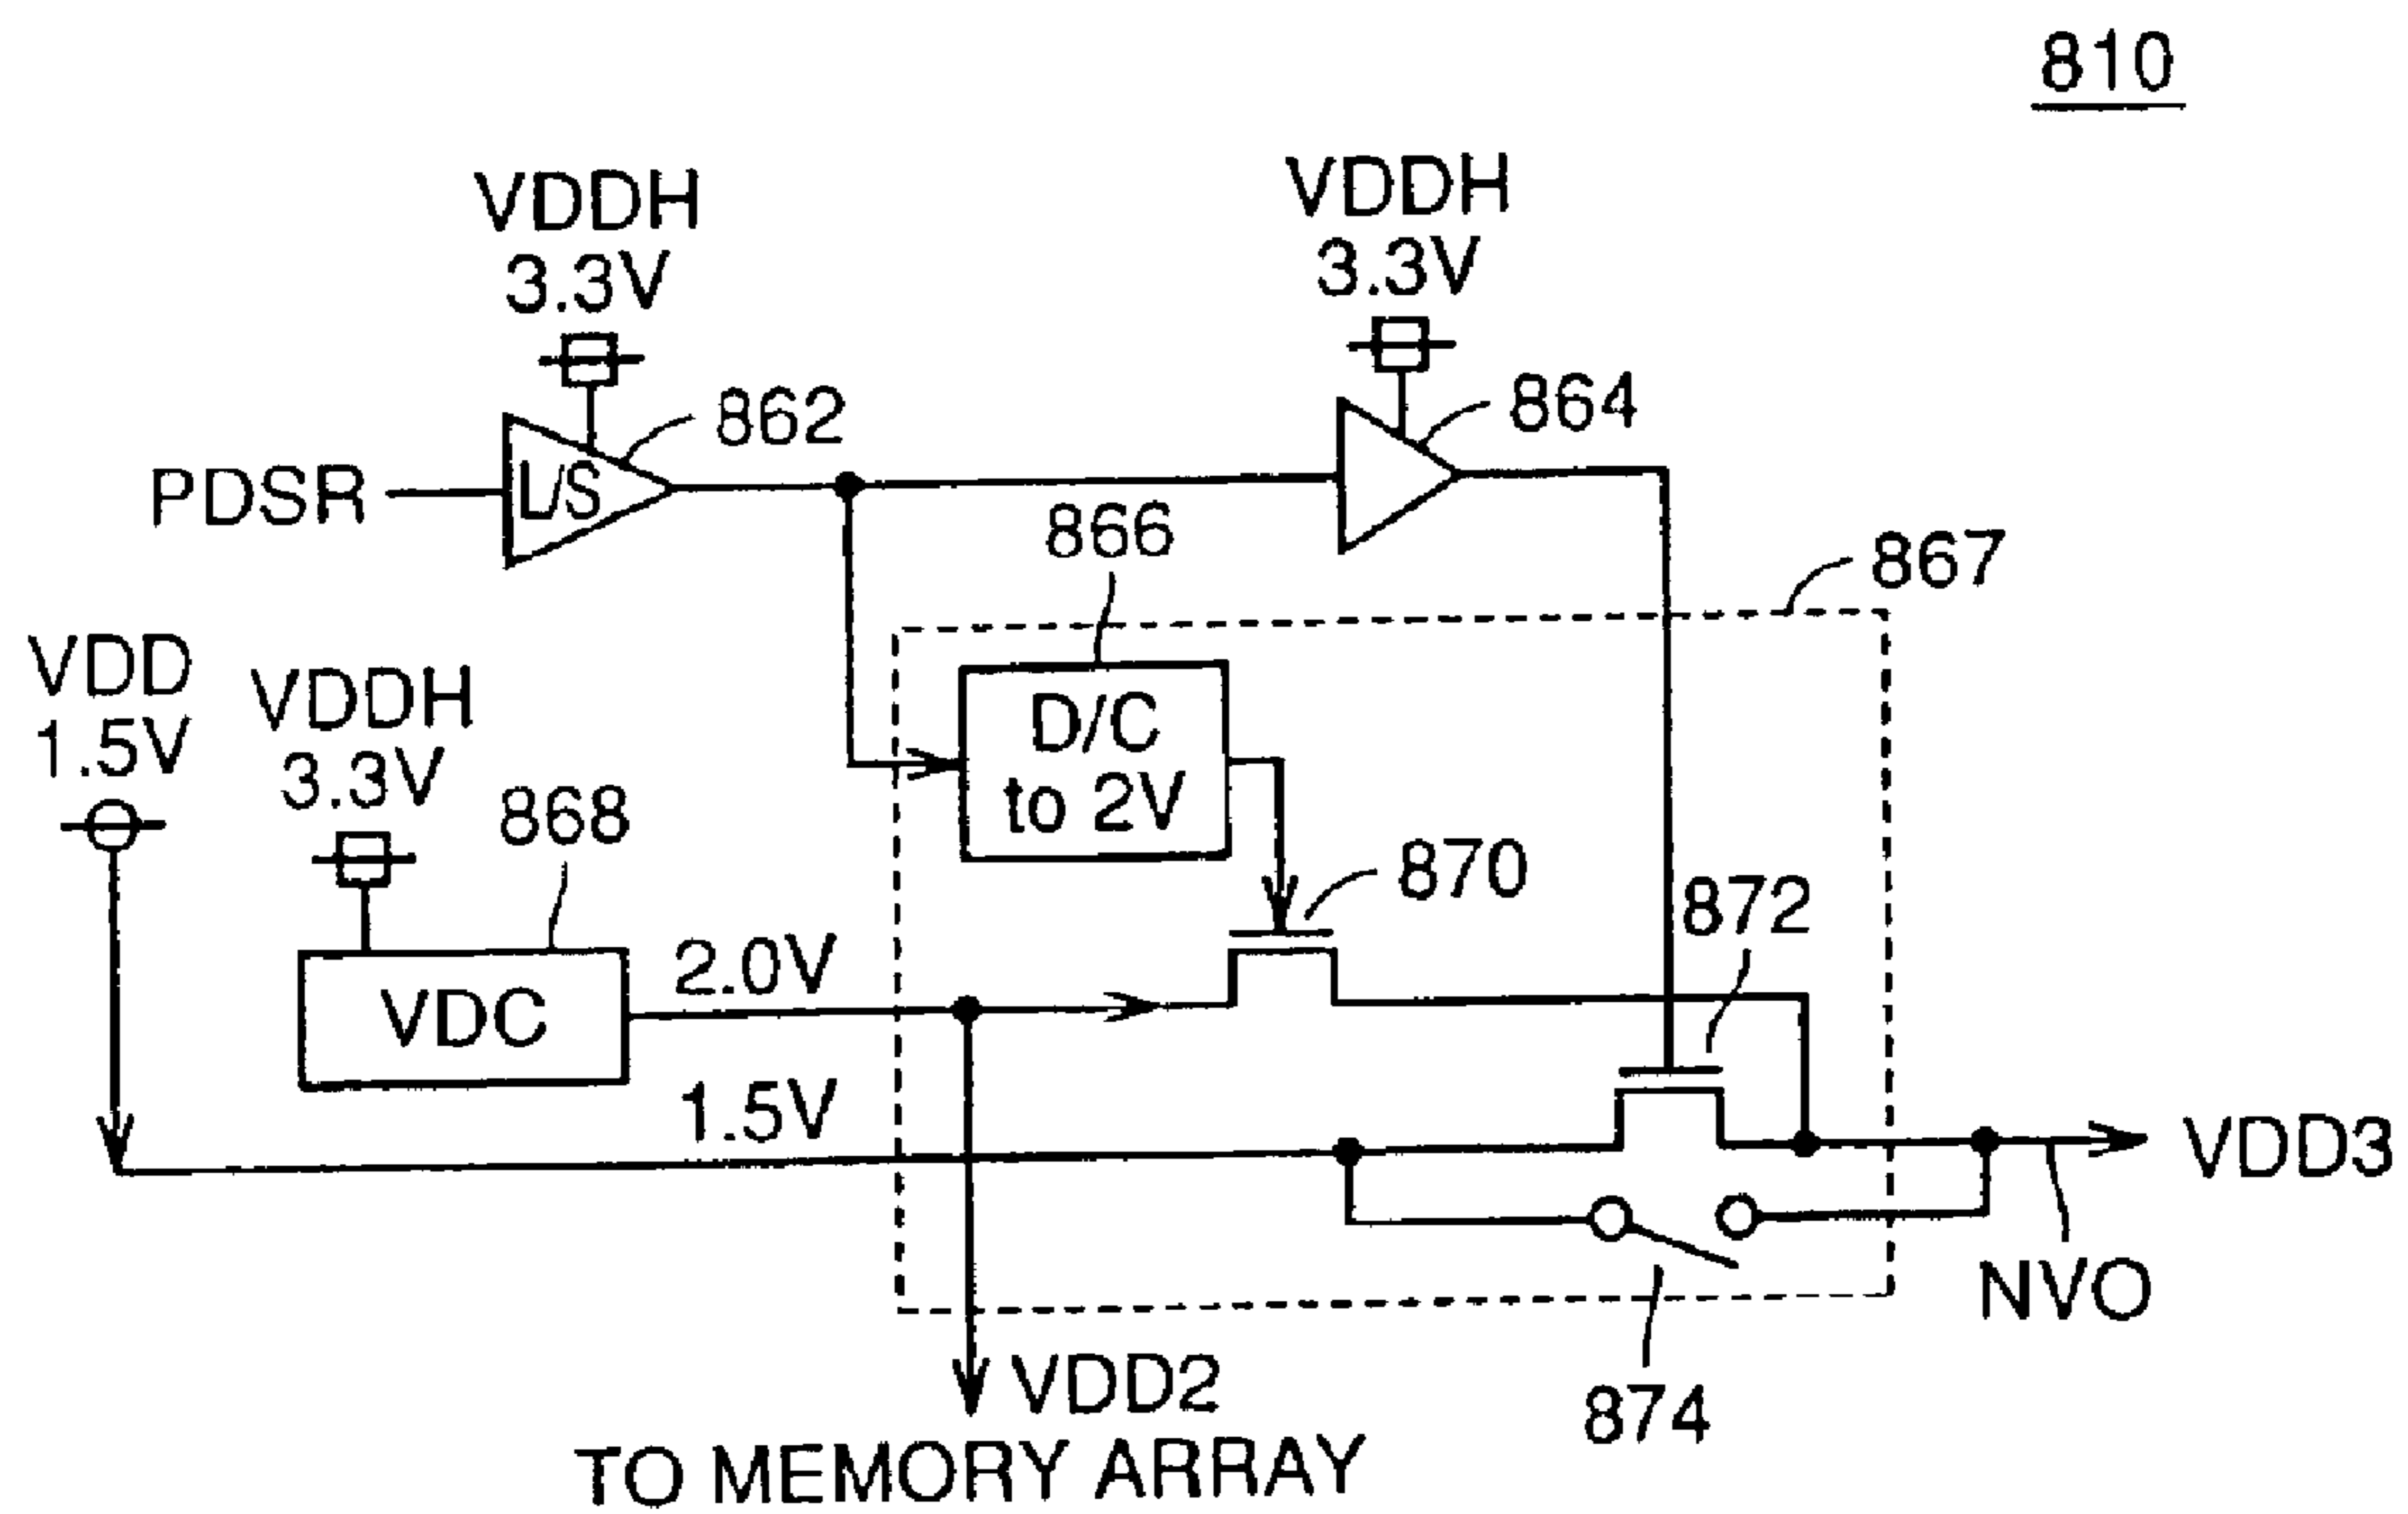 810
VDDH
3.3V
VDDH
3.3V
862
864
PDSR
L/S
866
867
VDD
1.5V
VDDH
3.3V
D/C
to 2V
868
870
872
2.0V
VDC
1.5V
VDD3
NVO
VDD2
874
TO MEMORY ARRAY